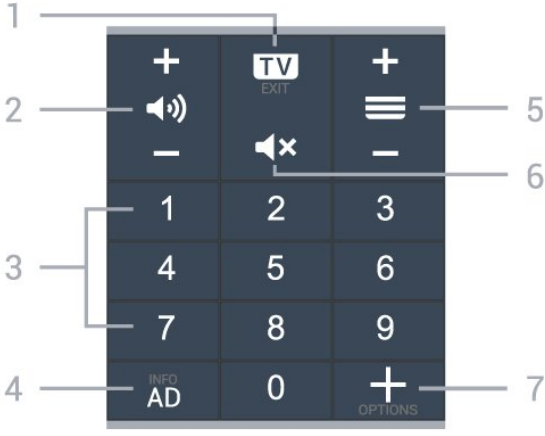 1
+ TV +
EXIT
2 5
- -
6
1 2 3
3
4 5 6
7 8 9
4 INFO 7
AD 0 +
OPTIONS